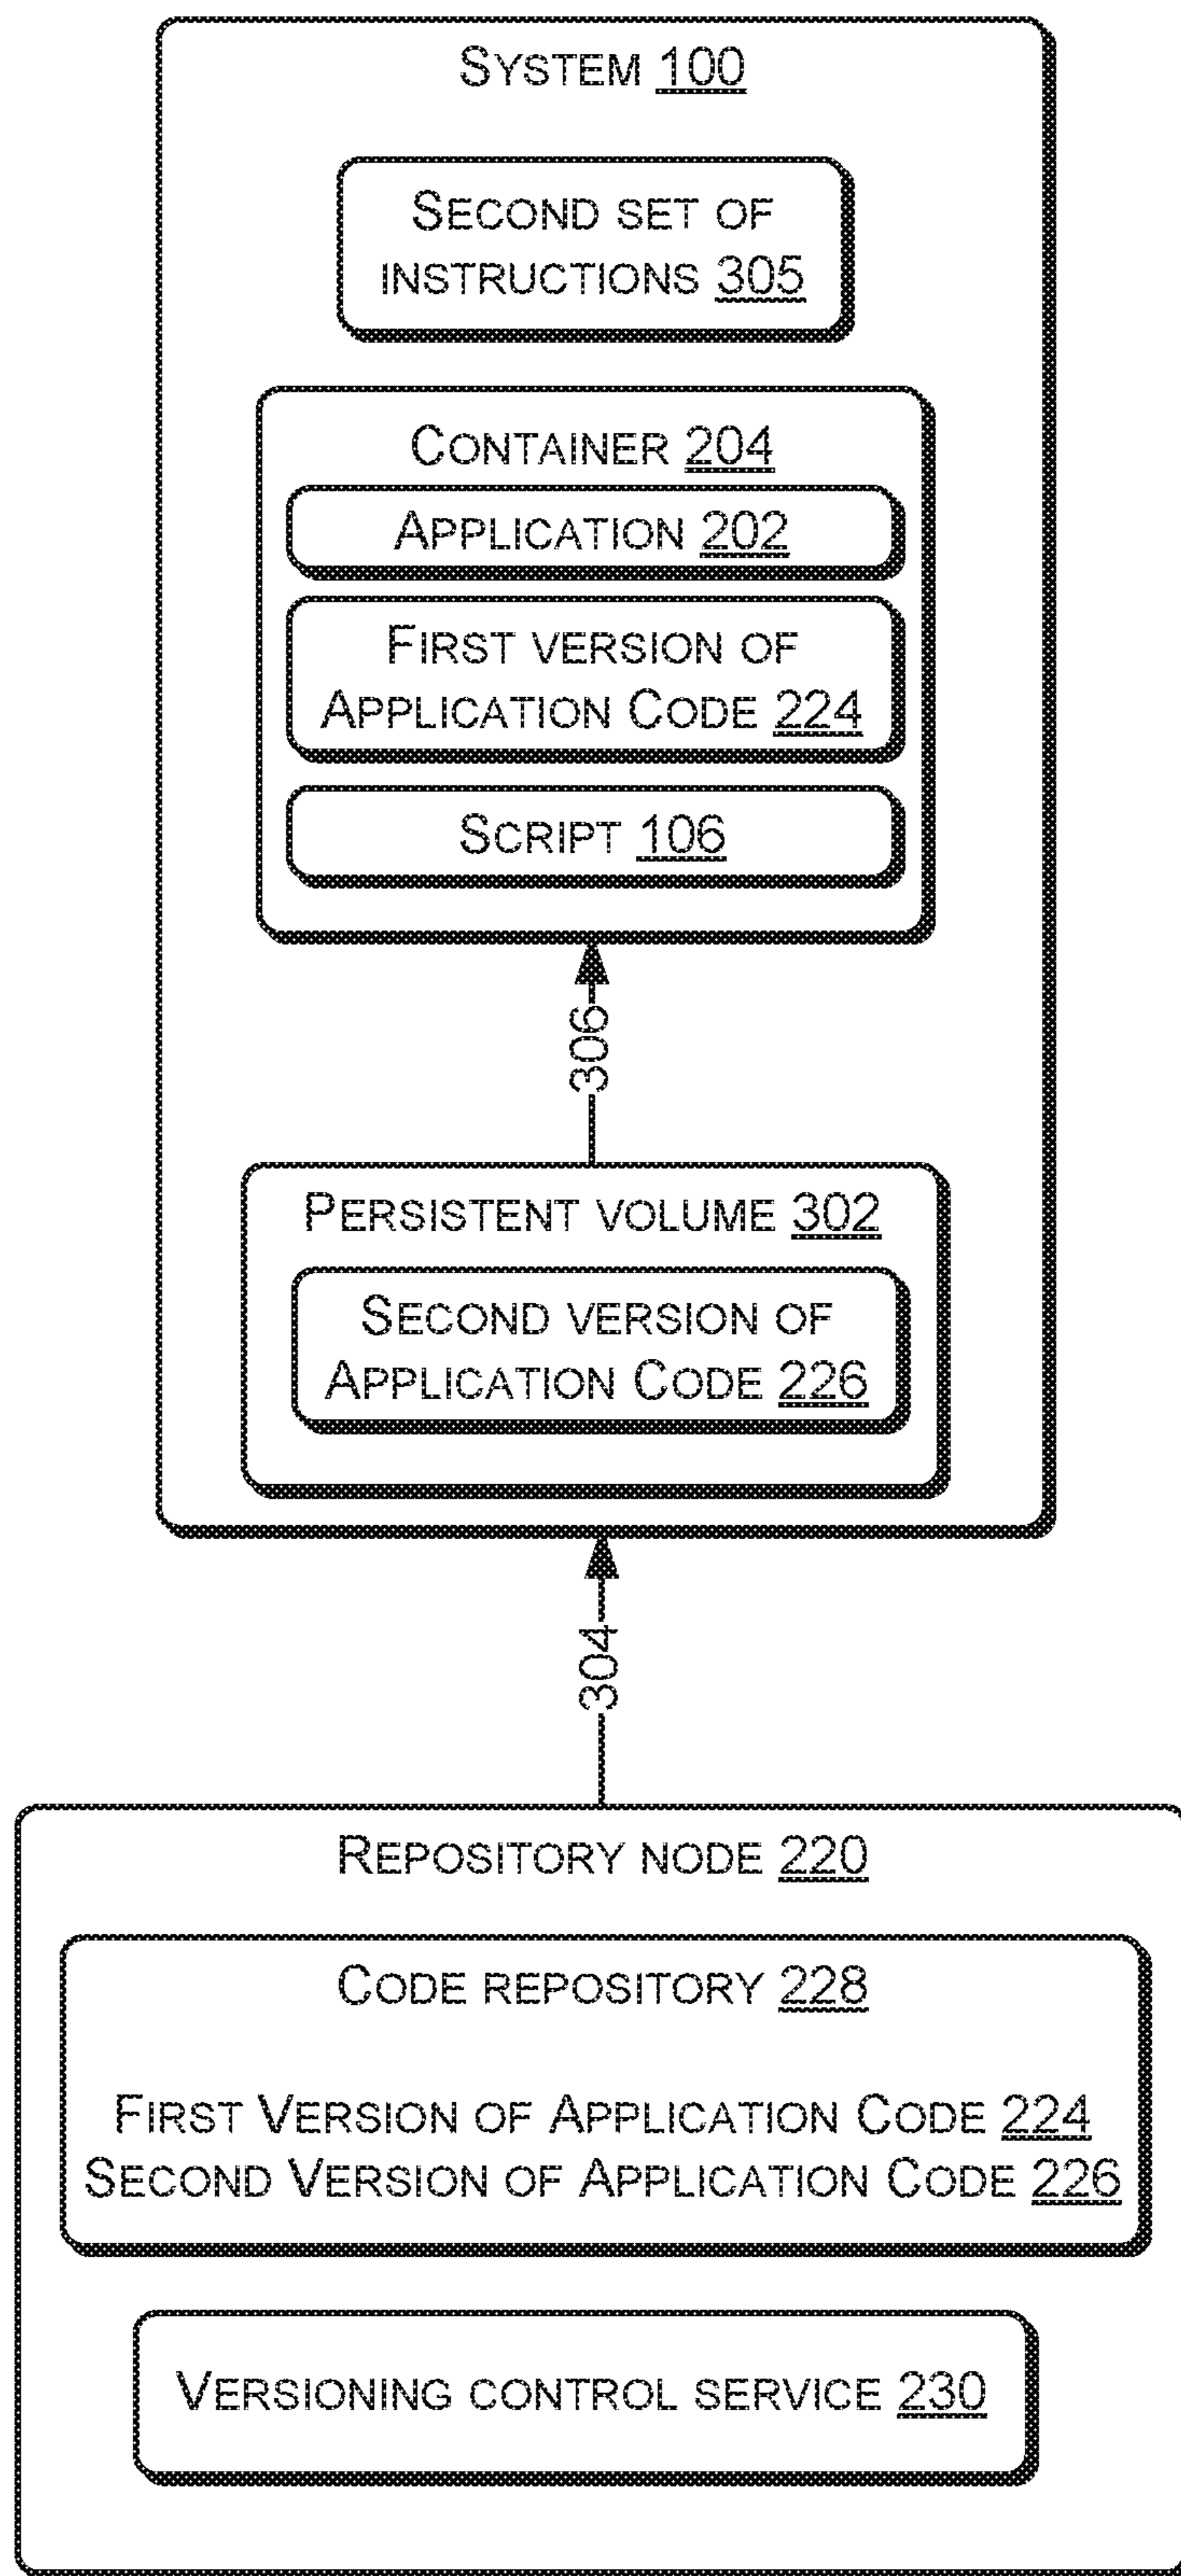 SYSTEM 100
SECOND SET OF
INSTRUCTIONS 305
CONTAINER 204
APPLICATION 202
FIRST VERSION OF
APPLICATION CODE 224
SCRIPT 106
306
PERSISTENT VOLUME 302
SECOND VERSION OF
APPLICATION CODE 226
304
REPOSITORY NODE 220
CODE REPOSITORY 228
FIRST VERSION OF APPLICATION CODE 224
SECOND VERSION OF APPLICATION CODE 226
VERSIONING CONTROL SERVICE 230